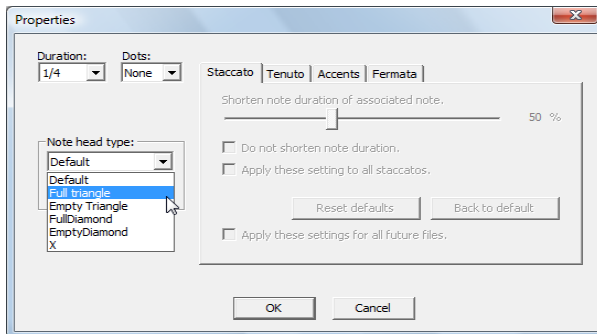 Properties
Duration: Dots:
1/4 None
Staccato Tenuto Accents Fermata
Shorten note duration of associated note.
50 %
Do not shorten note duration.
Apply these setting to all staccatos.
Reset defaults Back to default
Apply these settings for all future files.
Note head type:
Default
Default
Full triangle
Empty Triangle
FullDiamond
EmptyDiamond
X
OK Cancel